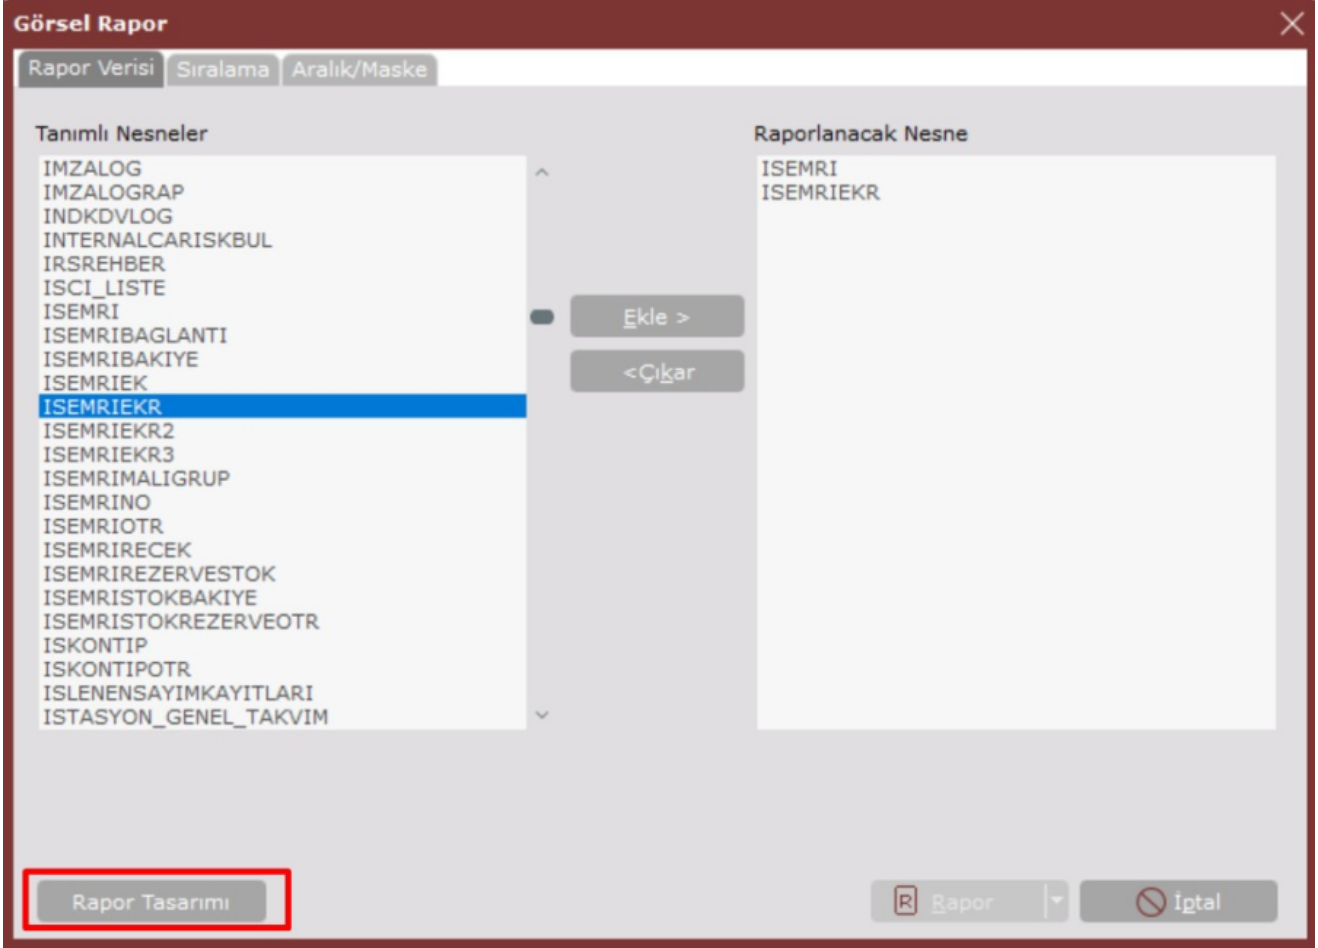 Görsel Rapor
Rapor Verisi Sıralama Aralık/Maske
Tanımlı Nesneler
IMZALOG
IMZALOGRAP
INDKDVLOG
INTERNALCARISKBUL
IRSREHBER
ISCI_LISTE
ISEMRI
ISEMRIBAGLANTI
ISEMRIBAKIYE
ISEMRIEK
ISEMRIEKR
ISEMRIEKR2
ISEMRIEKR3
ISEMRIMALIGRUP
ISEMRINO
ISEMRIOTR
ISEMRIRECEK
ISEMRIREZERVESTOK
ISEMRISTOKBAKIYE
ISEMRISTOKREZERVEOTR
ISKONTIP
ISKONTIPOTR
ISLENENSAYIMKAYITLARI
ISTASYON_GENEL_TAKVIM
Ekle >
<Çıkar
Raporlanacak Nesne
ISEMRI
ISEMRIEKR
Rapor Tasarımı
R Rapor
İptal